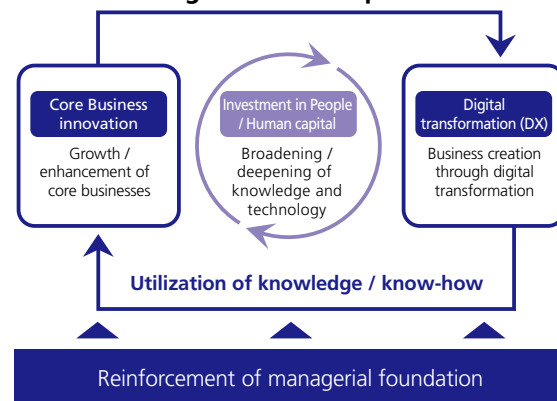 Core Business
innovation
Growth /
enhancement of
core businesses
Investment in People
/ Human capital
Broadening /
deepening of
knowledge and
technology
Digital
transformation (DX)
Business creation
through digital
transformation
Utilization of knowledge / know-how
Reinforcement of managerial foundation